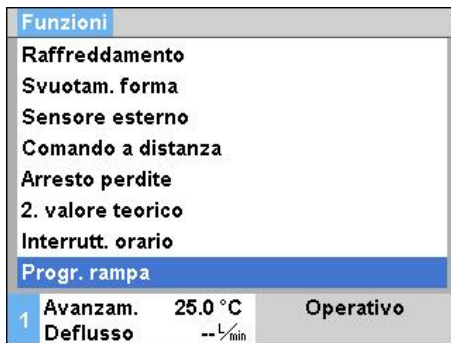 Funzioni
Raffreddamento
Svuotam. forma
Sensore esterno
Comando a distanza
Arresto perdite
2. valore teorico
Interrutt. orario
Progr. rampa
1 Avanzam. 25.0 °C Operativo
Deflusso -- L/min